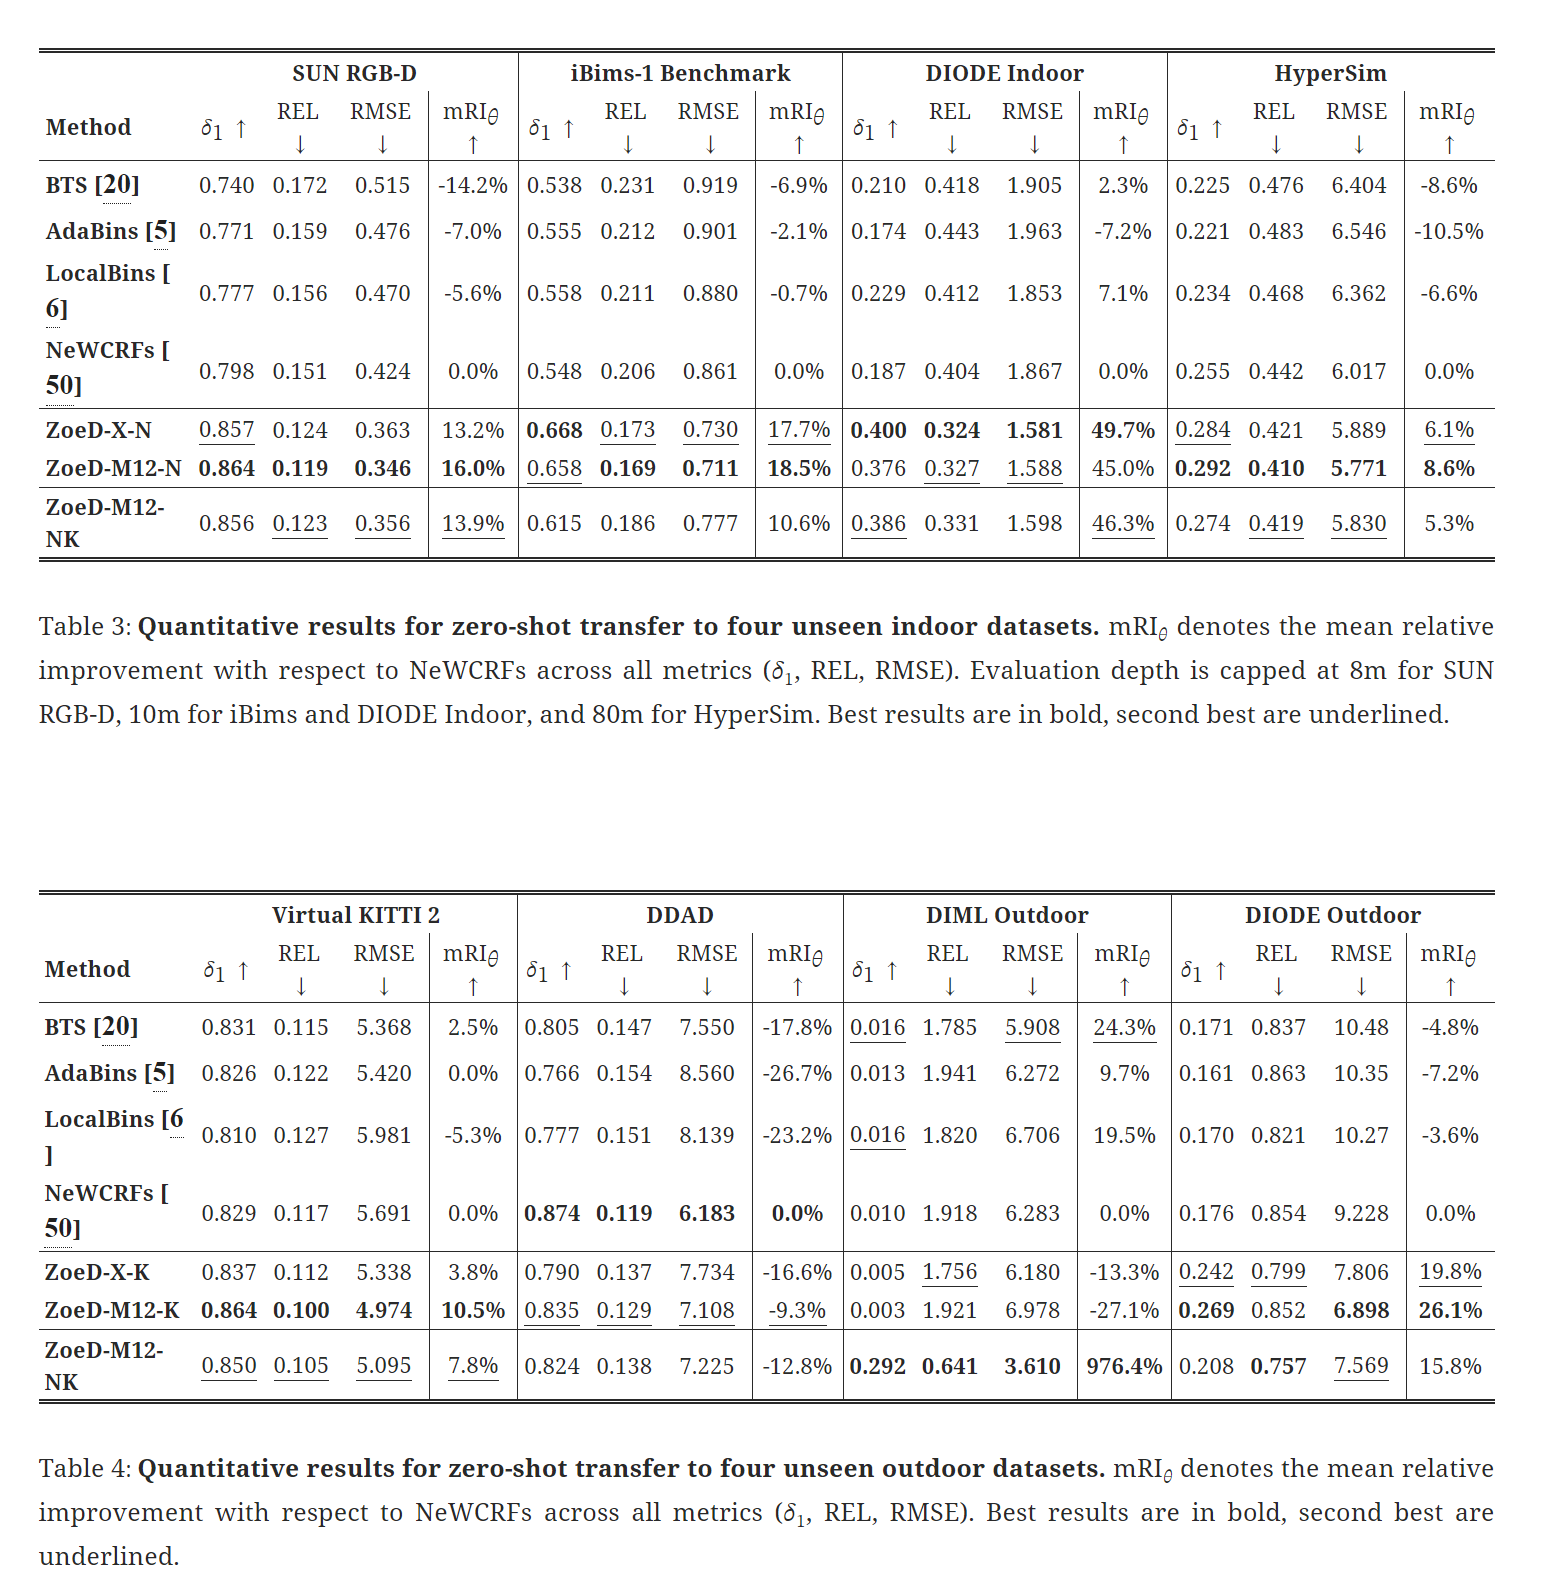 SUN RGB-D iBims-1 Benchmark DIODE Indoor HyperSim
Method δ1 ↑ REL ↓ RMSE ↓ mRIθ ↑ δ1 ↑ REL ↓ RMSE ↓ mRIθ ↑ δ1 ↑ REL ↓ RMSE ↓ mRIθ ↑ δ1 ↑ REL ↓ RMSE ↓ mRIθ ↑
BTS [20] 0.740 0.172 0.515 -14.2% 0.538 0.231 0.919 -6.9% 0.210 0.418 1.905 2.3% 0.225 0.476 6.404 -8.6%
AdaBins [5] 0.771 0.159 0.476 -7.0% 0.555 0.212 0.901 -2.1% 0.174 0.443 1.963 -7.2% 0.221 0.483 6.546 -10.5%
LocalBins [6] 0.777 0.156 0.470 -5.6% 0.558 0.211 0.880 -0.7% 0.229 0.412 1.853 7.1% 0.234 0.468 6.362 -6.6%
NeWCRFs [50] 0.798 0.151 0.424 0.0% 0.548 0.206 0.861 0.0% 0.187 0.404 1.867 0.0% 0.255 0.442 6.017 0.0%
ZoeD-X-N 0.857 0.124 0.363 13.2% 0.668 0.173 0.730 17.7% 0.400 0.324 1.581 49.7% 0.284 0.421 5.889 6.1%
ZoeD-M12-N 0.864 0.119 0.346 16.0% 0.658 0.169 0.711 18.5% 0.376 0.327 1.588 45.0% 0.292 0.410 5.771 8.6%
ZoeD-M12-NK 0.856 0.123 0.356 13.9% 0.615 0.186 0.777 10.6% 0.386 0.331 1.598 46.3% 0.274 0.419 5.830 5.3%
Table 3: Quantitative results for zero-shot transfer to four unseen indoor datasets. mRIθ denotes the mean relative
improvement with respect to NeWCRFs across all metrics (δ1, REL, RMSE). Evaluation depth is capped at 8m for SUN
RGB-D, 10m for iBims and DIODE Indoor, and 80m for HyperSim. Best results are in bold, second best are underlined.
Virtual KITTI 2 DDAD DIML Outdoor DIODE Outdoor
Method δ1 ↑ REL ↓ RMSE ↓ mRIθ ↑ δ1 ↑ REL ↓ RMSE ↓ mRIθ ↑ δ1 ↑ REL ↓ RMSE ↓ mRIθ ↑ δ1 ↑ REL ↓ RMSE ↓ mRIθ ↑
BTS [20] 0.831 0.115 5.368 2.5% 0.805 0.147 7.550 -17.8% 0.016 1.785 5.908 24.3% 0.171 0.837 10.48 -4.8%
AdaBins [5] 0.826 0.122 5.420 0.0% 0.766 0.154 8.560 -26.7% 0.013 1.941 6.272 9.7% 0.161 0.863 10.35 -7.2%
LocalBins [6] 0.810 0.127 5.981 -5.3% 0.777 0.151 8.139 -23.2% 0.016 1.820 6.706 19.5% 0.170 0.821 10.27 -3.6%
NeWCRFs [50] 0.829 0.117 5.691 0.0% 0.874 0.119 6.183 0.0% 0.010 1.918 6.283 0.0% 0.176 0.854 9.228 0.0%
ZoeD-X-K 0.837 0.112 5.338 3.8% 0.790 0.137 7.734 -16.6% 0.005 1.756 6.180 -13.3% 0.242 0.799 7.806 19.8%
ZoeD-M12-K 0.864 0.100 4.974 10.5% 0.835 0.129 7.108 -9.3% 0.003 1.921 6.978 -27.1% 0.269 0.852 6.898 26.1%
ZoeD-M12-NK 0.850 0.105 5.095 7.8% 0.824 0.138 7.225 -12.8% 0.292 0.641 3.610 976.4% 0.208 0.757 7.569 15.8%
Table 4: Quantitative results for zero-shot transfer to four unseen outdoor datasets. mRIθ denotes the mean relative
improvement with respect to NeWCRFs across all metrics (δ1, REL, RMSE). Best results are in bold, second best are
underlined.